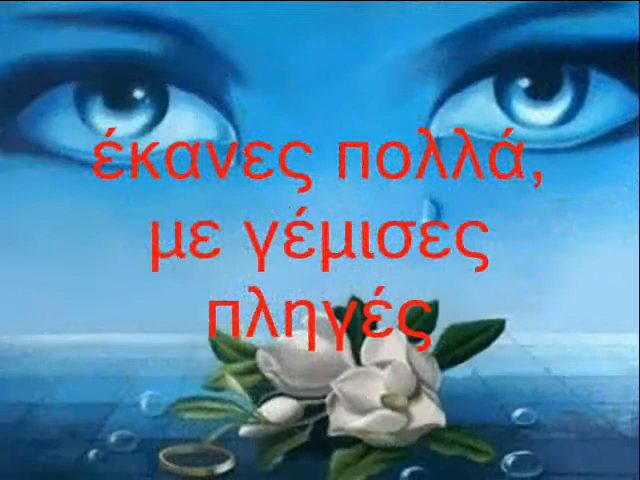 έκανες πολλά,
με γέμισες
πληγές